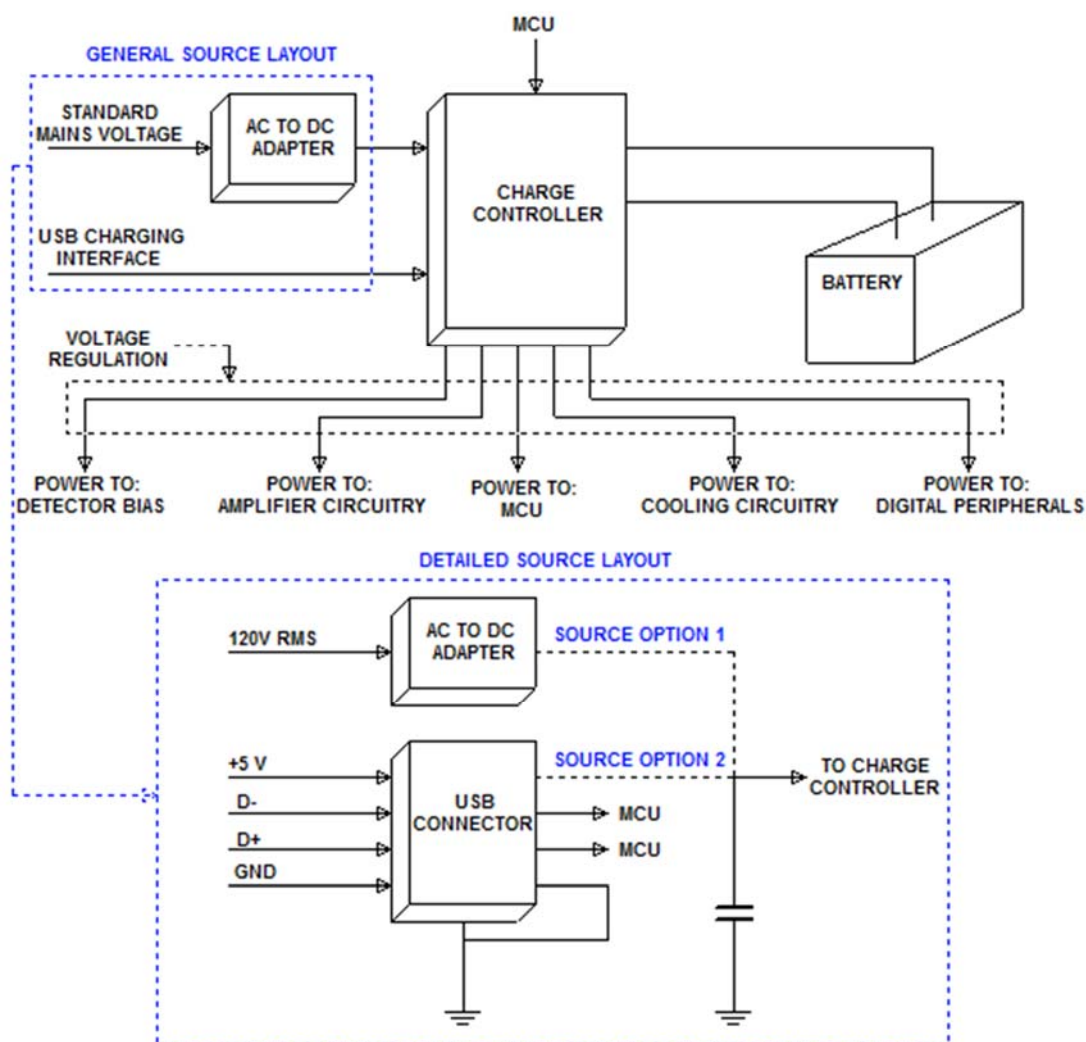 MCU
GENERAL SOURCE LAYOUT
STANDARD
MAINS VOLTAGE
AC TO DC
ADAPTER
CHARGE
CONTROLLER
USB CHARGING
INTERFACE
BATTERY
VOLTAGE
REGULATION
POWER TO:
DETECTOR BIAS
POWER TO:
AMPLIFIER CIRCUITRY
POWER TO:
MCU
POWER TO:
COOLING CIRCUITRY
POWER TO:
DIGITAL PERIPHERALS
DETAILED SOURCE LAYOUT
120V RMS
AC TO DC
ADAPTER
SOURCE OPTION 1
+5 V
D-
D+
GND
USB
CONNECTOR
SOURCE OPTION 2
MCU
MCU
TO CHARGE
CONTROLLER